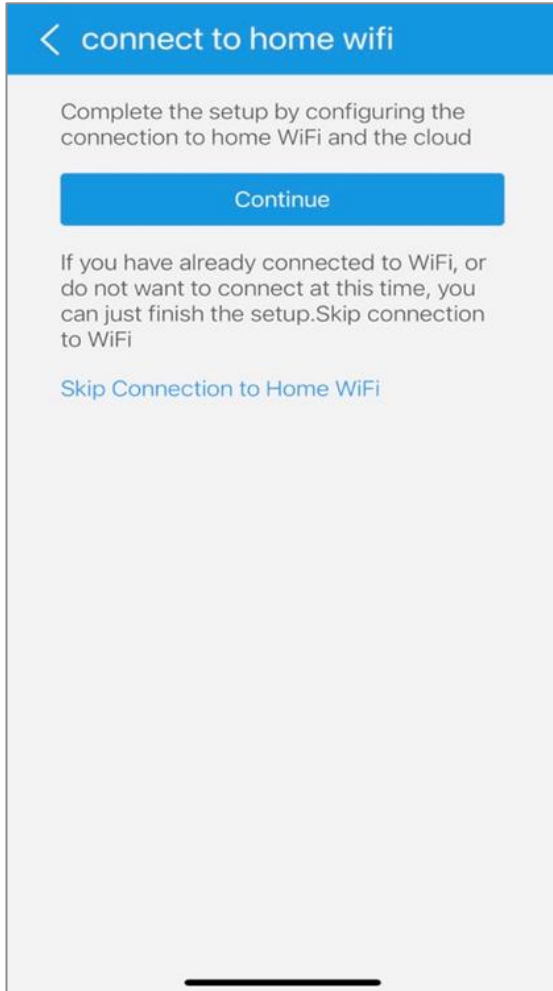 connect to home wifi
Complete the setup by configuring the
connection to home WiFi and the cloud
Continue
If you have already connected to WiFi, or
do not want to connect at this time, you
can just finish the setup.Skip connection
to WiFi
Skip Connection to Home WiFi